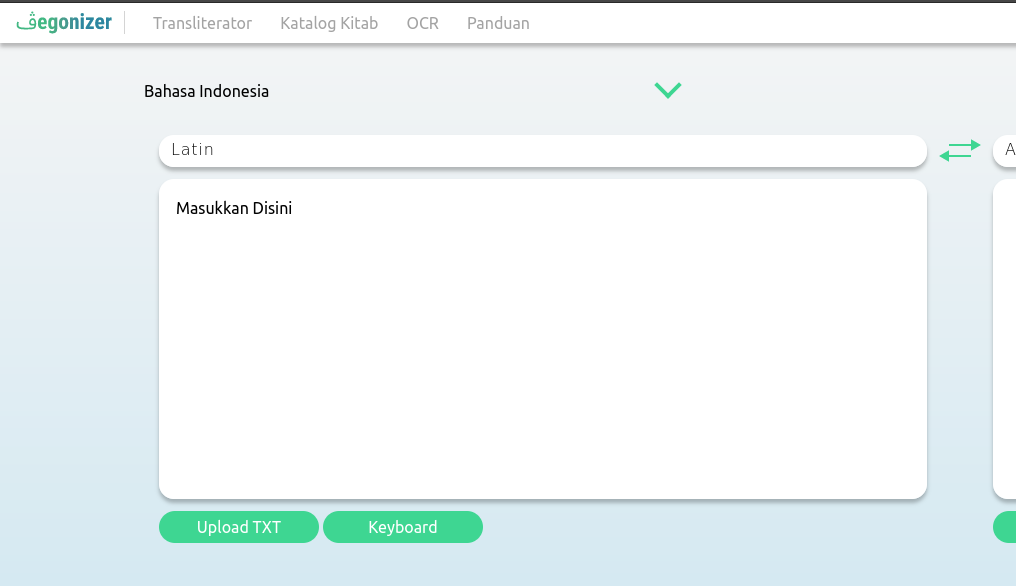 ڤegonizer
Transliterator
Katalog Kitab
OCR
Panduan
Bahasa Indonesia
Latin
A
Masukkan Disini
Upload TXT
Keyboard